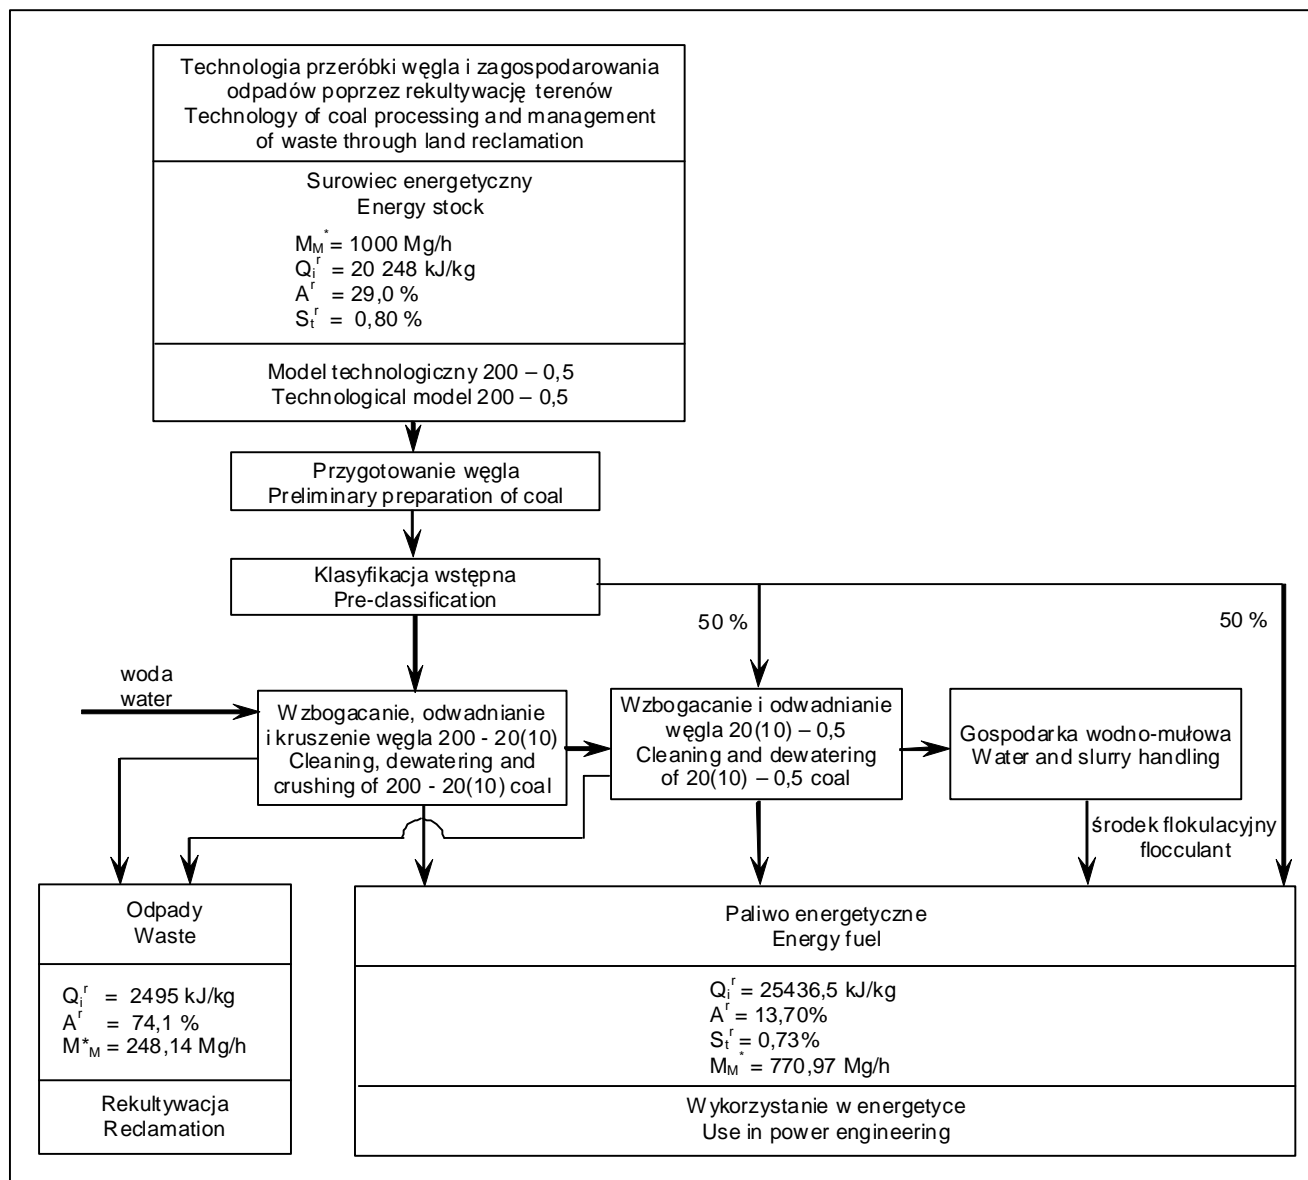 Technologia przeróbki węgla i zagospodarowania
odpadów poprzez rekultywację terenów
Technology of coal processing and management
of waste through land reclamation
Surowiec energetyczny
Energy stock
M_M^* = 1000 Mg/h
Q_i^r = 20 248 kJ/kg
A^r = 29,0 %
S_t^r = 0,80 %
Model technologiczny 200 – 0,5
Technological model 200 – 0,5
Przygotowanie węgla
Preliminary preparation of coal
Klasyfikacja wstępna
Pre-classification
50 %
50 %
woda
water
Wzbogacanie, odwadnianie
i kruszenie węgla 200 - 20(10)
Cleaning, dewatering and
crushing of 200 - 20(10) coal
Wzbogacanie i odwadnianie
węgla 20(10) – 0,5
Cleaning and dewatering
of 20(10) – 0,5 coal
Gospodarka wodno-mułowa
Water and slurry handling
środek flokulacyjny
flocculant
Odpady
Waste
Q_i^r = 2495 kJ/kg
A^r = 74,1 %
M*_M = 248,14 Mg/h
Rekultywacja
Reclamation
Paliwo energetyczne
Energy fuel
Q_i^r = 25436,5 kJ/kg
A^r = 13,70%
S_t^r = 0,73%
M_M^* = 770,97 Mg/h
Wykorzystanie w energetyce
Use in power engineering